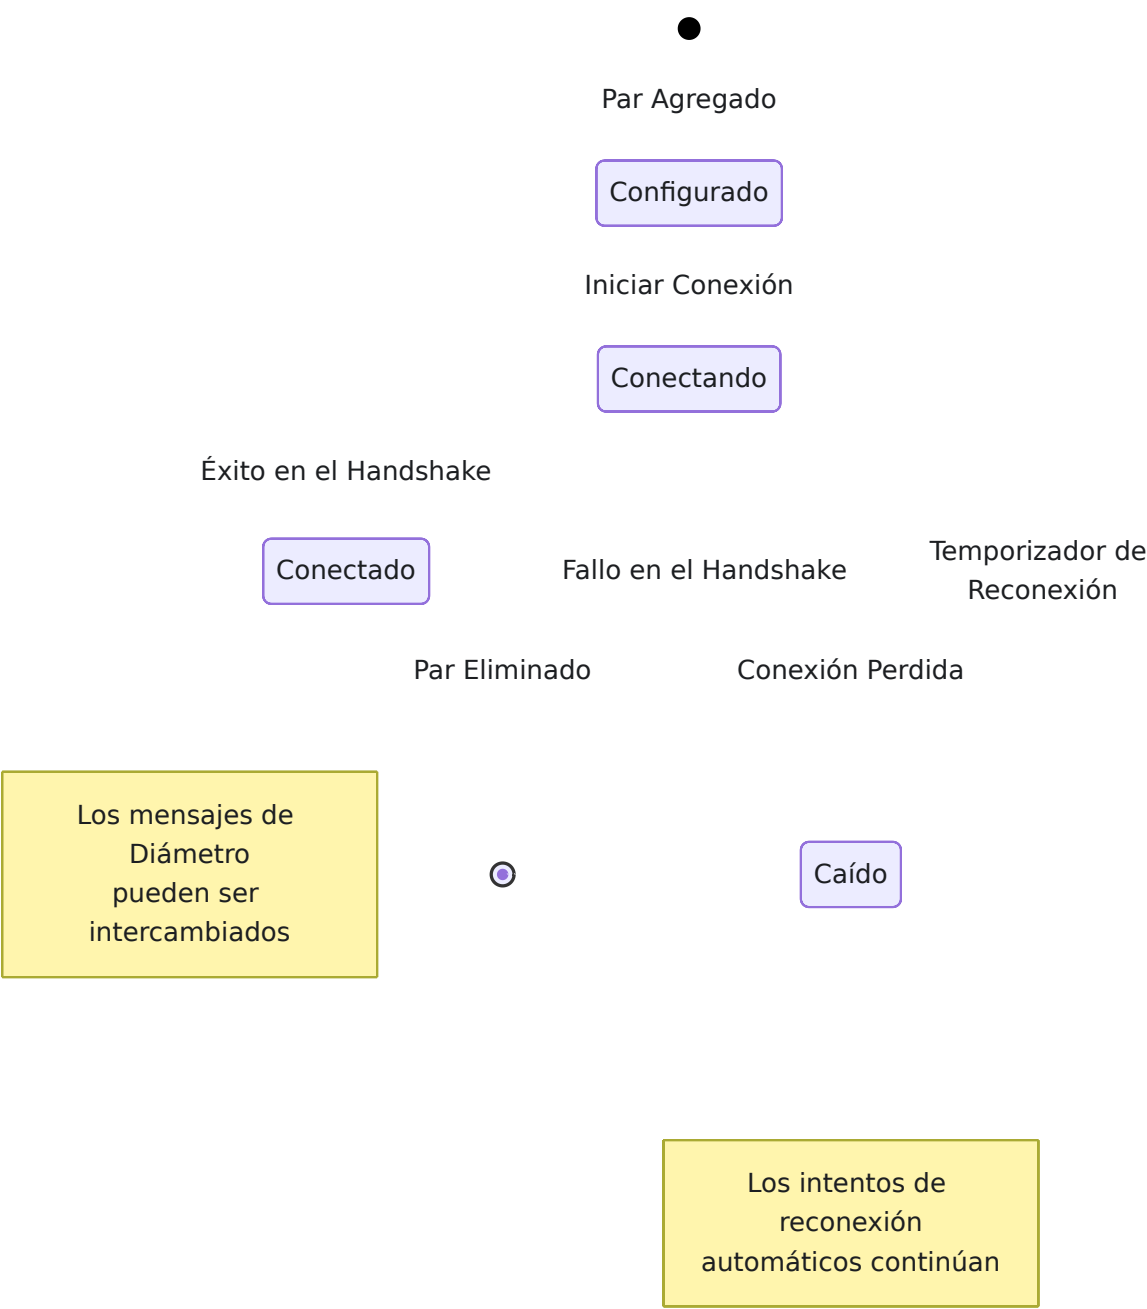 Par Agregado
Configurado
Iniciar Conexión
Conectando
Éxito en el Handshake
Conectado
Fallo en el Handshake
Temporizador de
Reconexión
Par Eliminado
Conexión Perdida
Los mensajes de
Diámetro
pueden ser
intercambiados
Caído
Los intentos de
reconexión
automáticos continúan